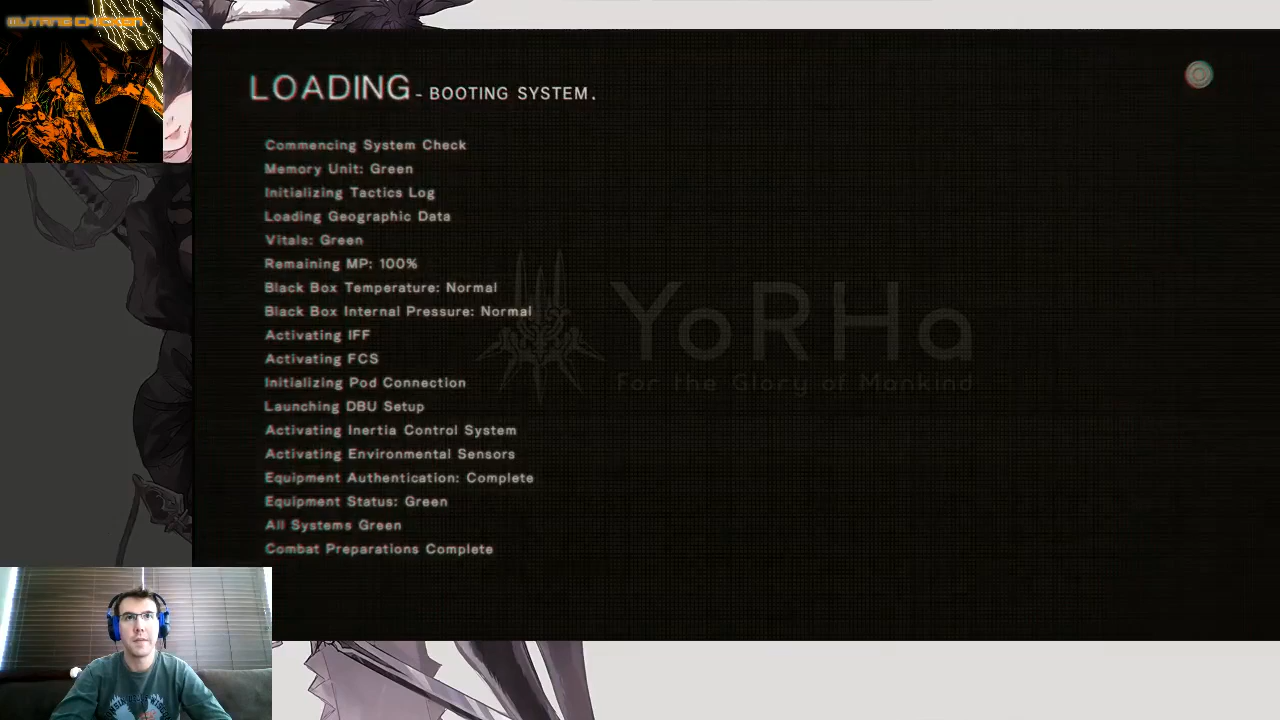 WUTANG CHICKEN
LOADING - BOOTING SYSTEM.
Commencing System Check
Memory Unit: Green
Initializing Tactics Log
Loading Geographic Data
Vitals: Green
Remaining MP: 100%
Black Box Temperature: Normal
Black Box Internal Pressure: Normal
Activating IFF
Activating FCS
Initializing Pod Connection
Launching DBU Setup
Activating Inertia Control System
Activating Environmental Sensors
Equipment Authentication: Complete
Equipment Status: Green
All Systems Green
Combat Preparations Complete
YoRHa
For the Glory of Mankind